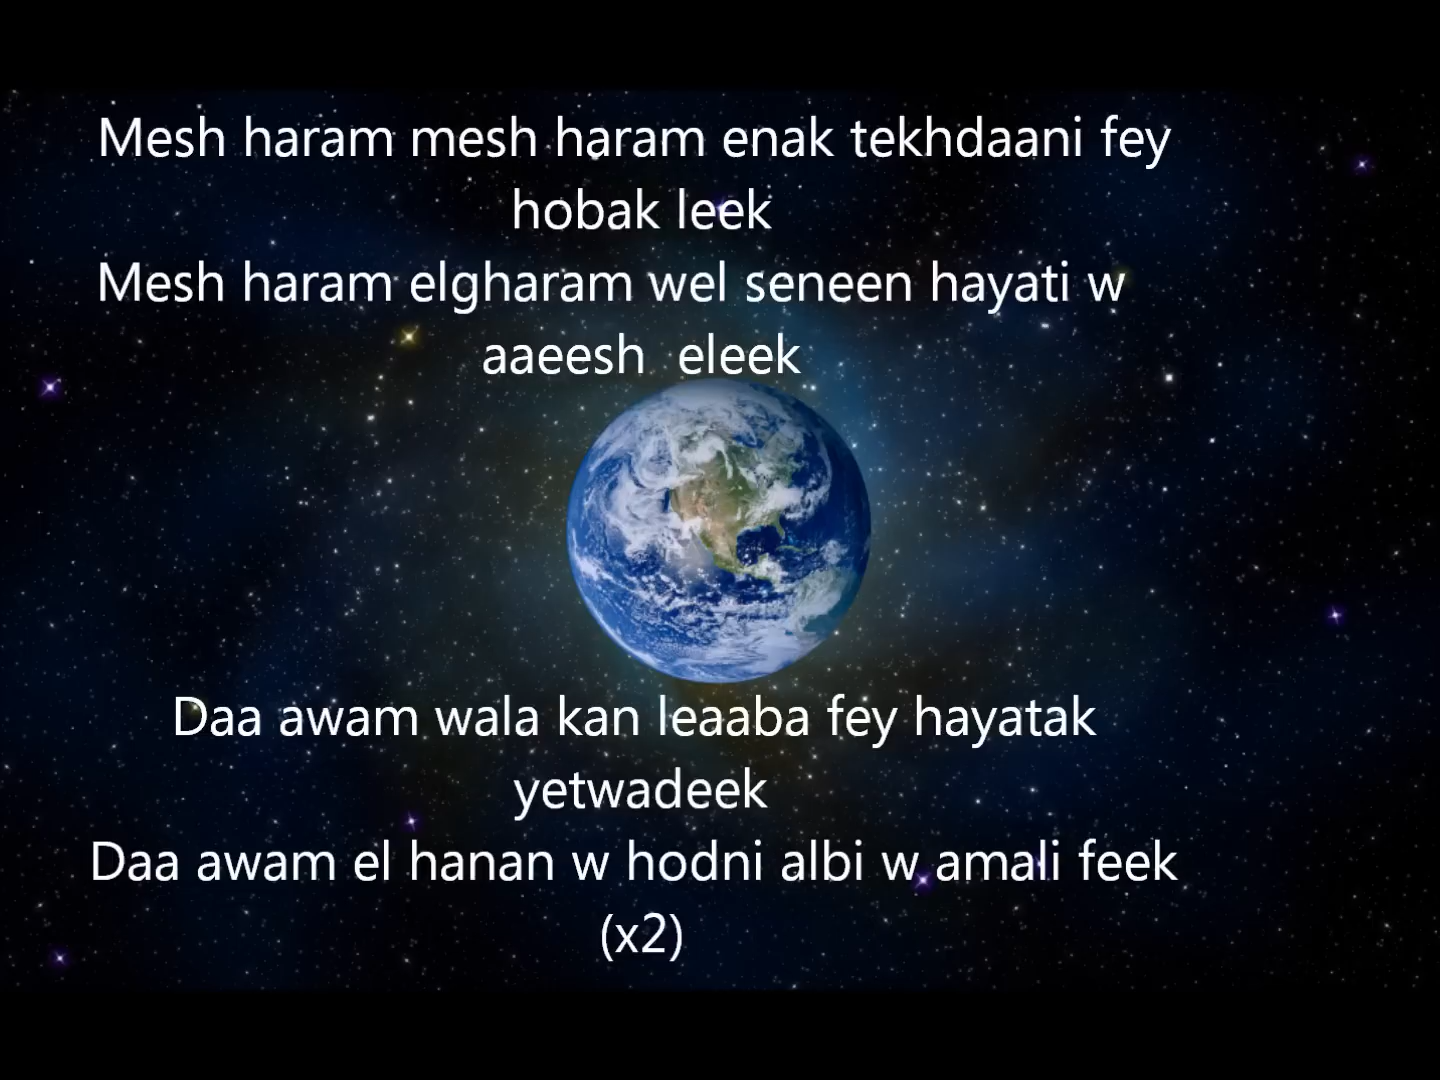 Mesh haram mesh haram enak tekhdaani fey
hobak leek
Mesh haram elgharam wel seneen hayati w
aaeesh eleek
Daa awam wala kan leaaba fey hayatak
yetwadeek
Daa awam el hanan w hodni albi w amali feek
(x2)